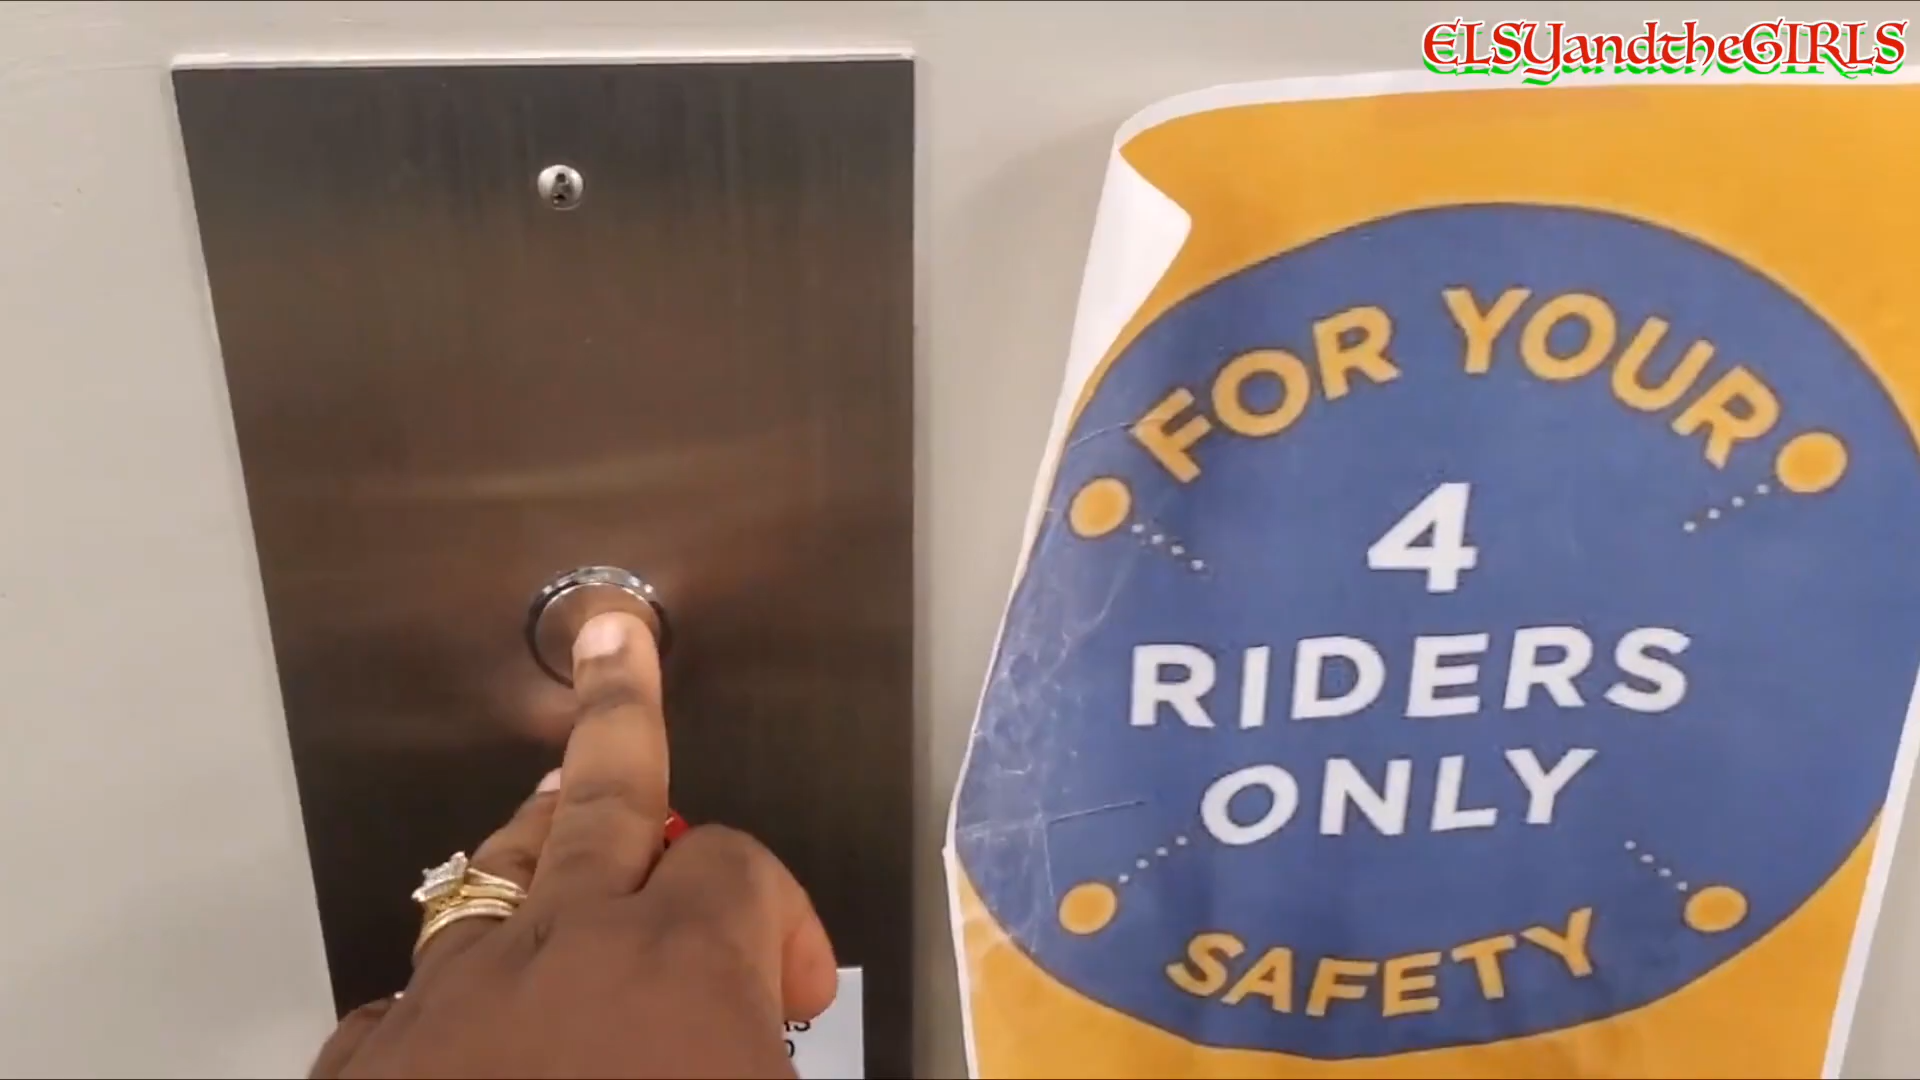 ELSYandtheGIRLS
FOR YOUR
4
RIDERS
ONLY
SAFETY